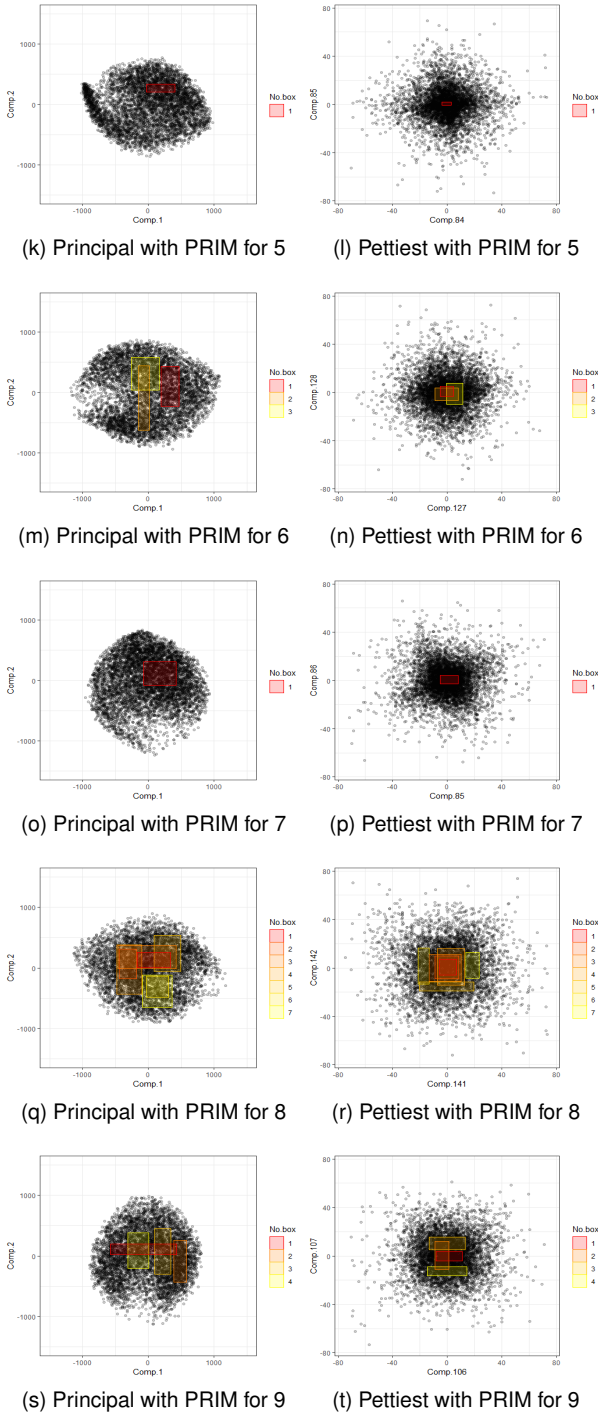 1000
0
-1000
Comp.2
-1000 0 1000
Comp.1
No.box
1
80
40
0
-40
-80
Comp.85
-80 -40 0 40 80
Comp.84
No.box
1
(k) Principal with PRIM for 5
(l) Pettiest with PRIM for 5
1000
0
-1000
Comp.2
-1000 0 1000
Comp.1
No.box
1
2
3
80
40
0
-40
-80
Comp.128
-80 -40 0 40 80
Comp.127
No.box
1
2
3
(m) Principal with PRIM for 6
(n) Pettiest with PRIM for 6
1000
0
-1000
Comp.2
-1000 0 1000
Comp.1
No.box
1
80
40
0
-40
-80
Comp.86
-80 -40 0 40 80
Comp.85
No.box
1
(o) Principal with PRIM for 7
(p) Pettiest with PRIM for 7
1000
0
-1000
Comp.2
-1000 0 1000
Comp.1
No.box
1
2
3
4
5
6
7
80
40
0
-40
-80
Comp.142
-80 -40 0 40 80
Comp.141
No.box
1
2
3
4
5
6
7
(q) Principal with PRIM for 8
(r) Pettiest with PRIM for 8
1000
0
-1000
Comp.2
-1000 0 1000
Comp.1
No.box
1
2
3
4
80
40
0
-40
-80
Comp.107
-80 -40 0 40 80
Comp.106
No.box
1
2
3
4
(s) Principal with PRIM for 9
(t) Pettiest with PRIM for 9